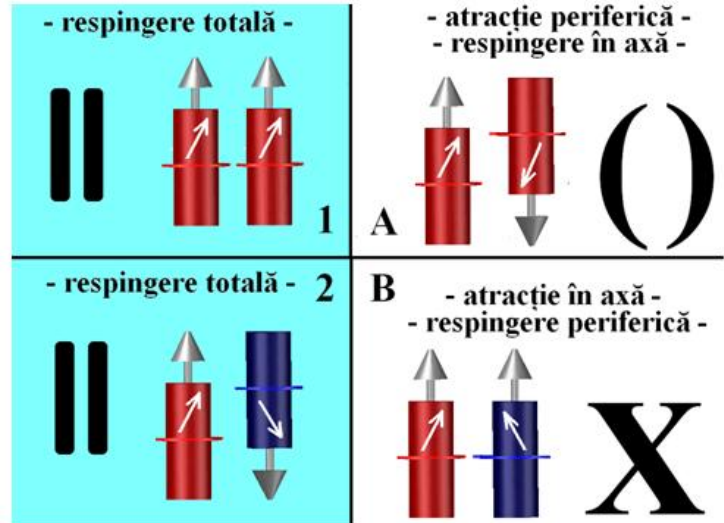 - respingere totală -
1
- atracție periferică -
- respingere în axă -
A
()
- respingere totală -
2
B
- atracție în axă -
- respingere periferică -
X